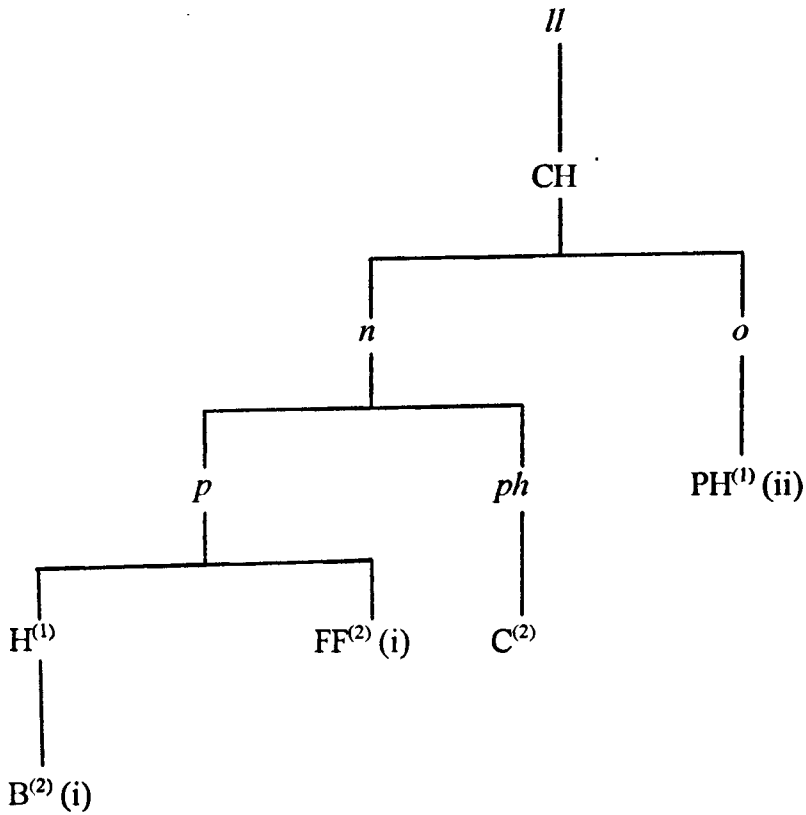 ll
CH
n o
p ph PH⁽¹⁾ (ii)
H⁽¹⁾ FF⁽²⁾ (i) C⁽²⁾
B⁽²⁾ (i)